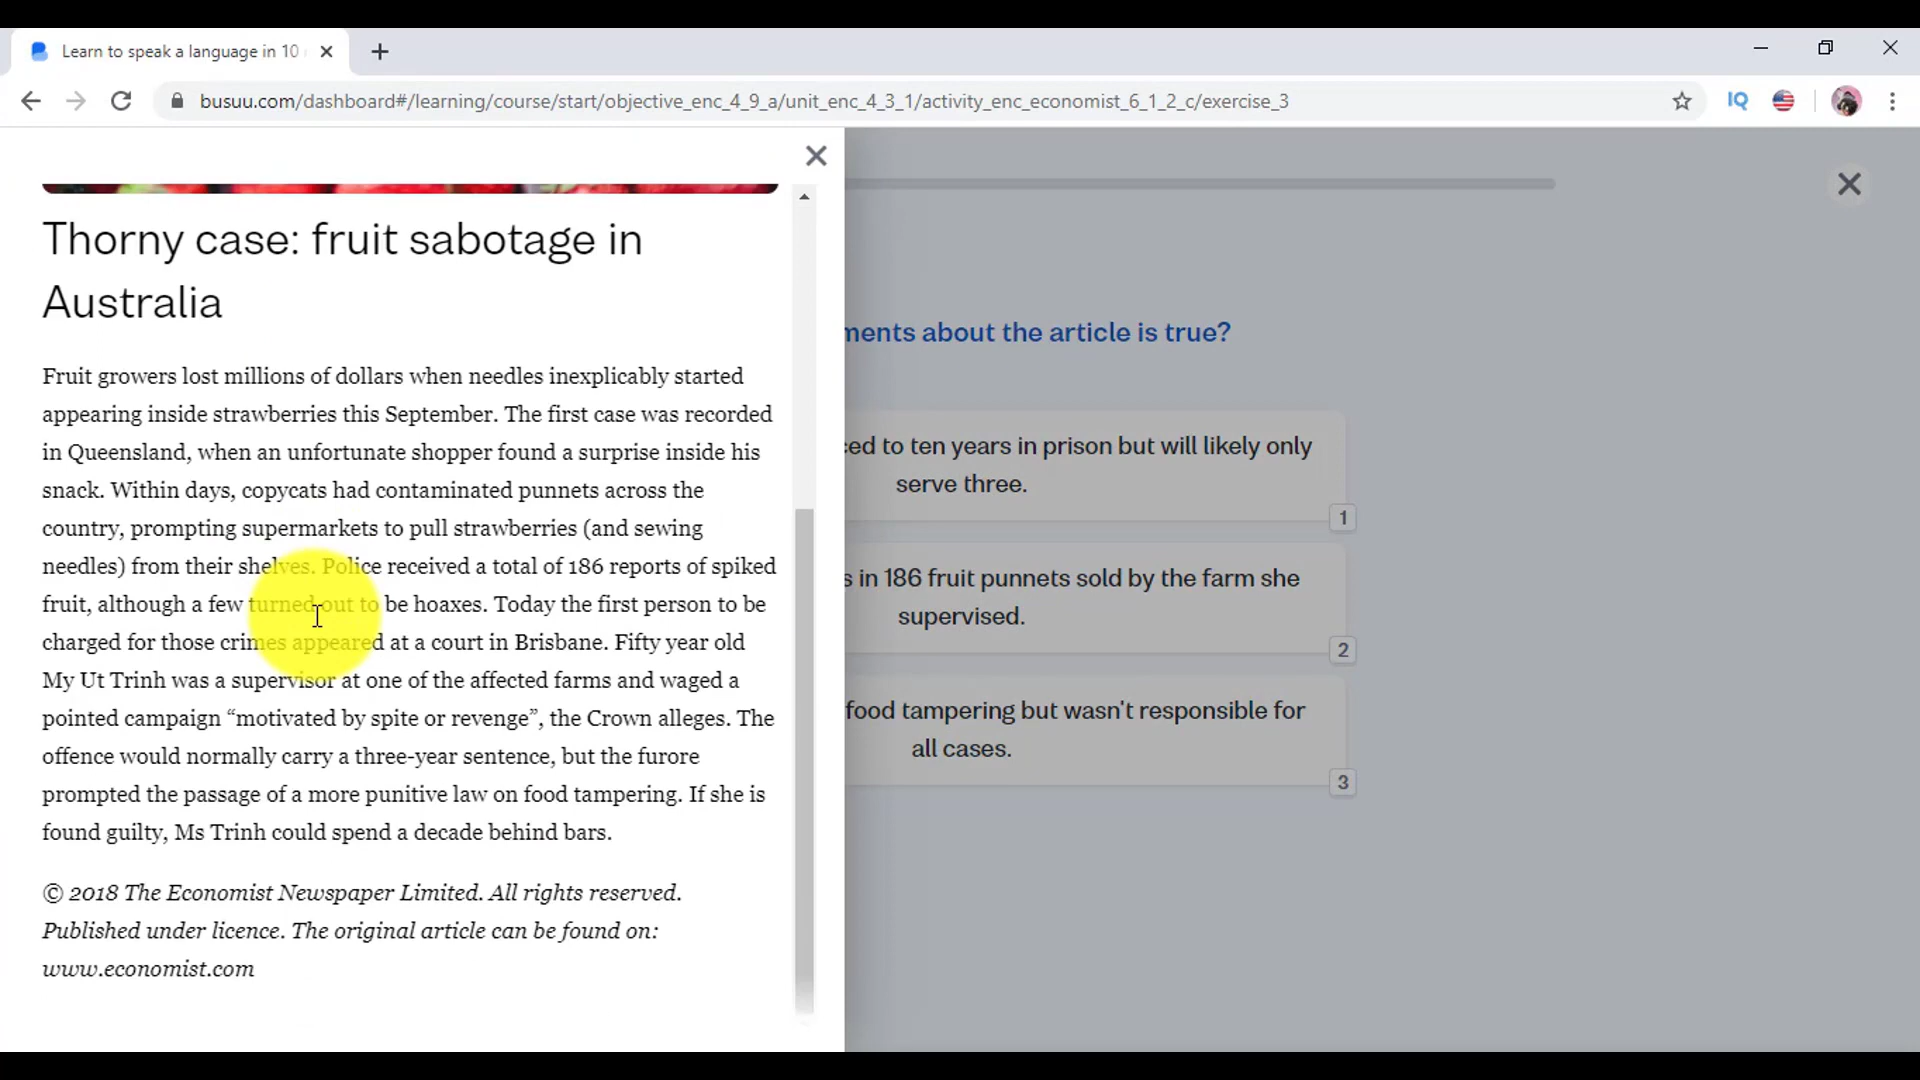 Learn to speak a language in 10
busuu.com/dashboard#/learning/course/start/objective_enc_4_9_a/unit_enc_4_3_1/activity_enc_economist_6_1_2_c/exercise_3
IQ
Thorny case: fruit sabotage in
Australia
Fruit growers lost millions of dollars when needles inexplicably started
appearing inside strawberries this September. The first case was recorded
in Queensland, when an unfortunate shopper found a surprise inside his
snack. Within days, copycats had contaminated punnets across the
country, prompting supermarkets to pull strawberries (and sewing
needles) from their shelves. Police received a total of 186 reports of spiked
fruit, although a few turned out to be hoaxes. Today the first person to be
charged for those crimes appeared at a court in Brisbane. Fifty year old
My Ut Trinh was a supervisor at one of the affected farms and waged a
pointed campaign “motivated by spite or revenge”, the Crown alleges. The
offence would normally carry a three-year sentence, but the furore
prompted the passage of a more punitive law on food tampering. If she is
found guilty, Ms Trinh could spend a decade behind bars.
© 2018 The Economist Newspaper Limited. All rights reserved.
Published under licence. The original article can be found on:
www.economist.com
ments about the article is true?
ced to ten years in prison but will likely only
serve three.
1
s in 186 fruit punnets sold by the farm she
supervised.
2
food tampering but wasn't responsible for
all cases.
3